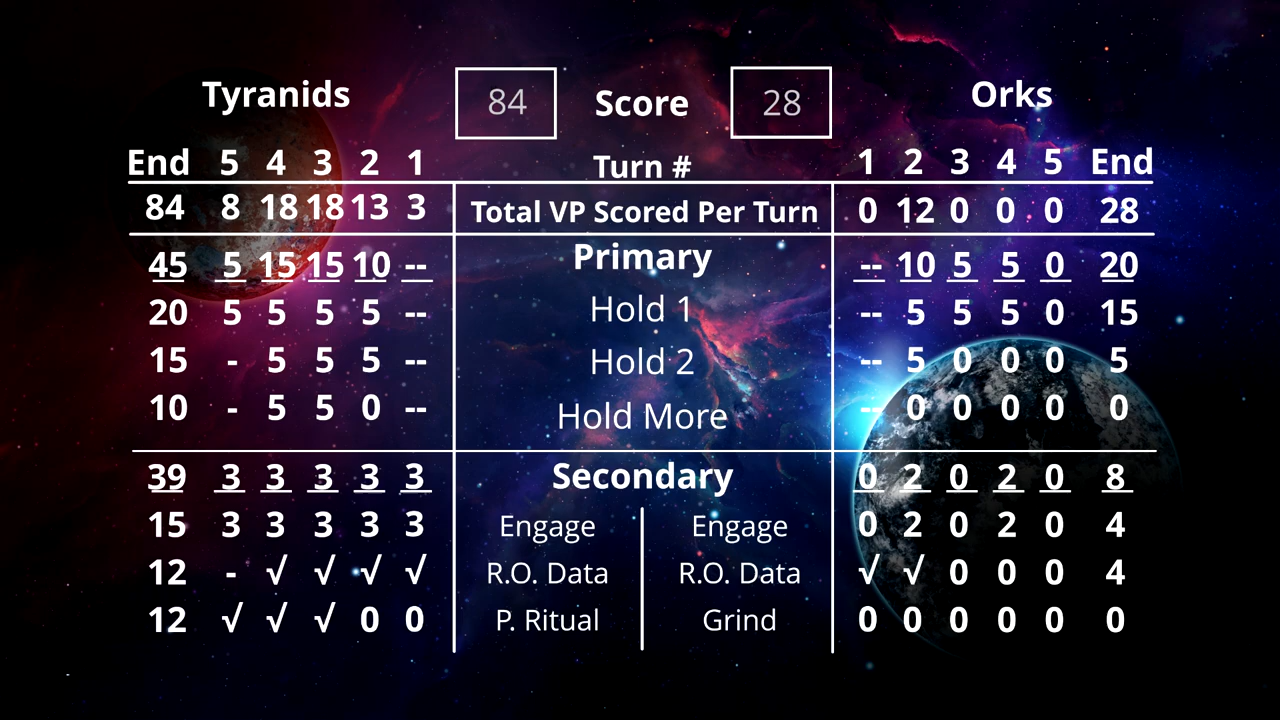 Tyranids 84 Score 28 Orks
End 5 4 3 2 1 Turn # 1 2 3 4 5 End
84 8 18 18 13 3 Total VP Scored Per Turn 0 12 0 0 0 28
45 5 15 15 10 -- Primary -- 10 5 5 0 20
20 5 5 5 5 -- Hold 1 -- 5 5 5 0 15
15 - 5 5 5 -- Hold 2 -- 5 0 0 0 5
10 - 5 5 0 -- Hold More -- 0 0 0 0 0
39 3 3 3 3 3 Secondary 0 2 0 2 0 8
15 3 3 3 3 3 Engage Engage 0 2 0 2 0 4
12 - √ √ √ √ R.O. Data R.O. Data √ √ 0 0 0 4
12 √ √ √ 0 0 P. Ritual Grind 0 0 0 0 0 0